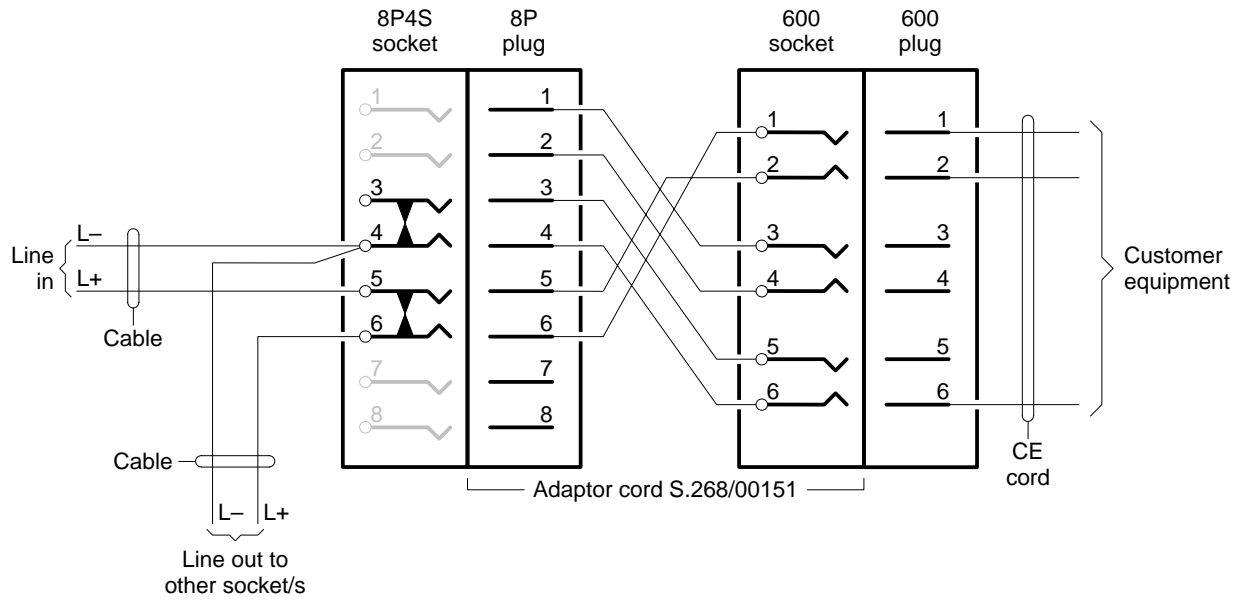 8P4S
socket
8P
plug
600
socket
600
plug
1
2
3
4
5
6
7
8
1
2
3
4
5
6
7
8
1
2
3
4
5
6
1
2
3
4
5
6
Line
in
L–
L+
Cable
Cable
L–
L+
Line out to
other socket/s
Adaptor cord S.268/00151
CE
cord
Customer
equipment